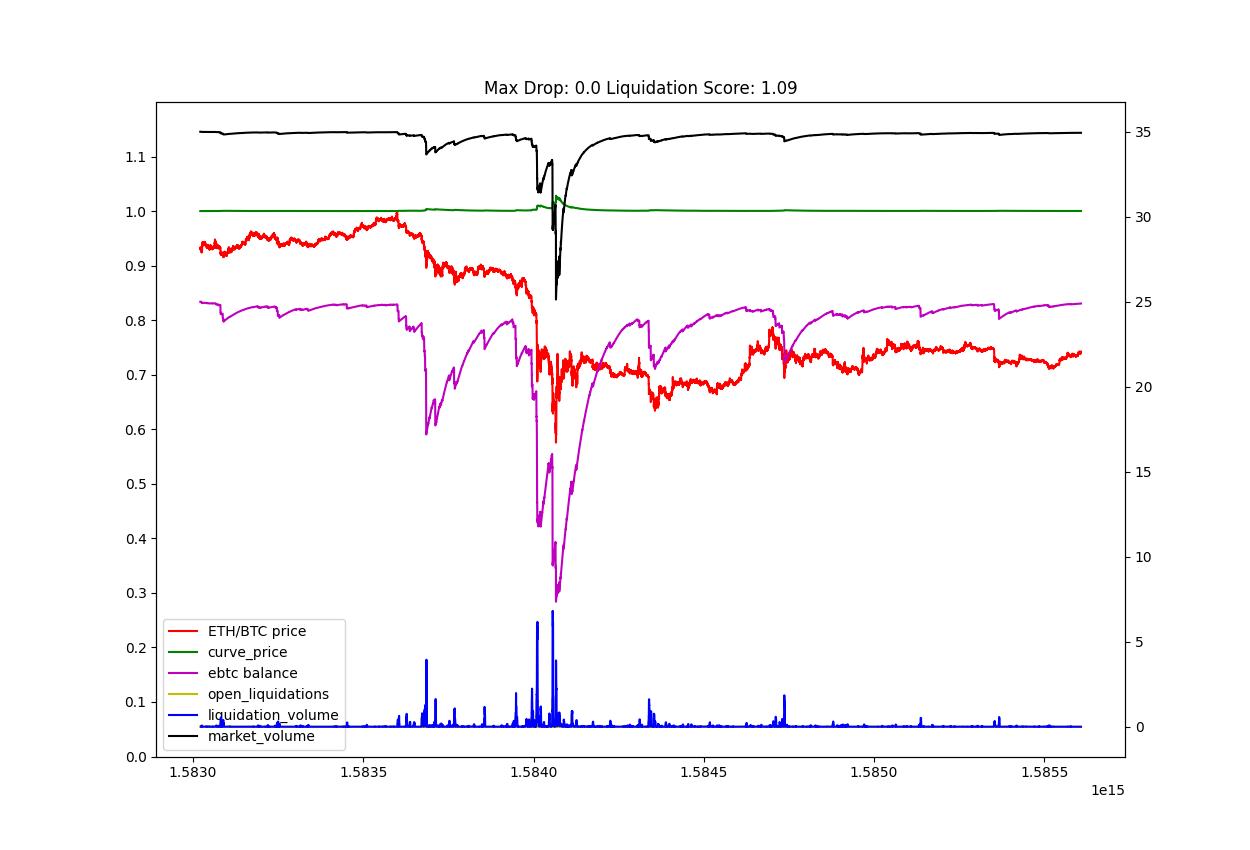 Max Drop: 0.0 Liquidation Score: 1.09
1.1
1.0
0.9
0.8
0.7
0.6
0.5
0.4
0.3
0.2
0.1
0.0
35
30
25
20
15
10
5
0
ETH/BTC price
curve_price
ebtc balance
open_liquidations
liquidation_volume
market_volume
1.5830 1.5835 1.5840 1.5845 1.5850 1.5855
1e15